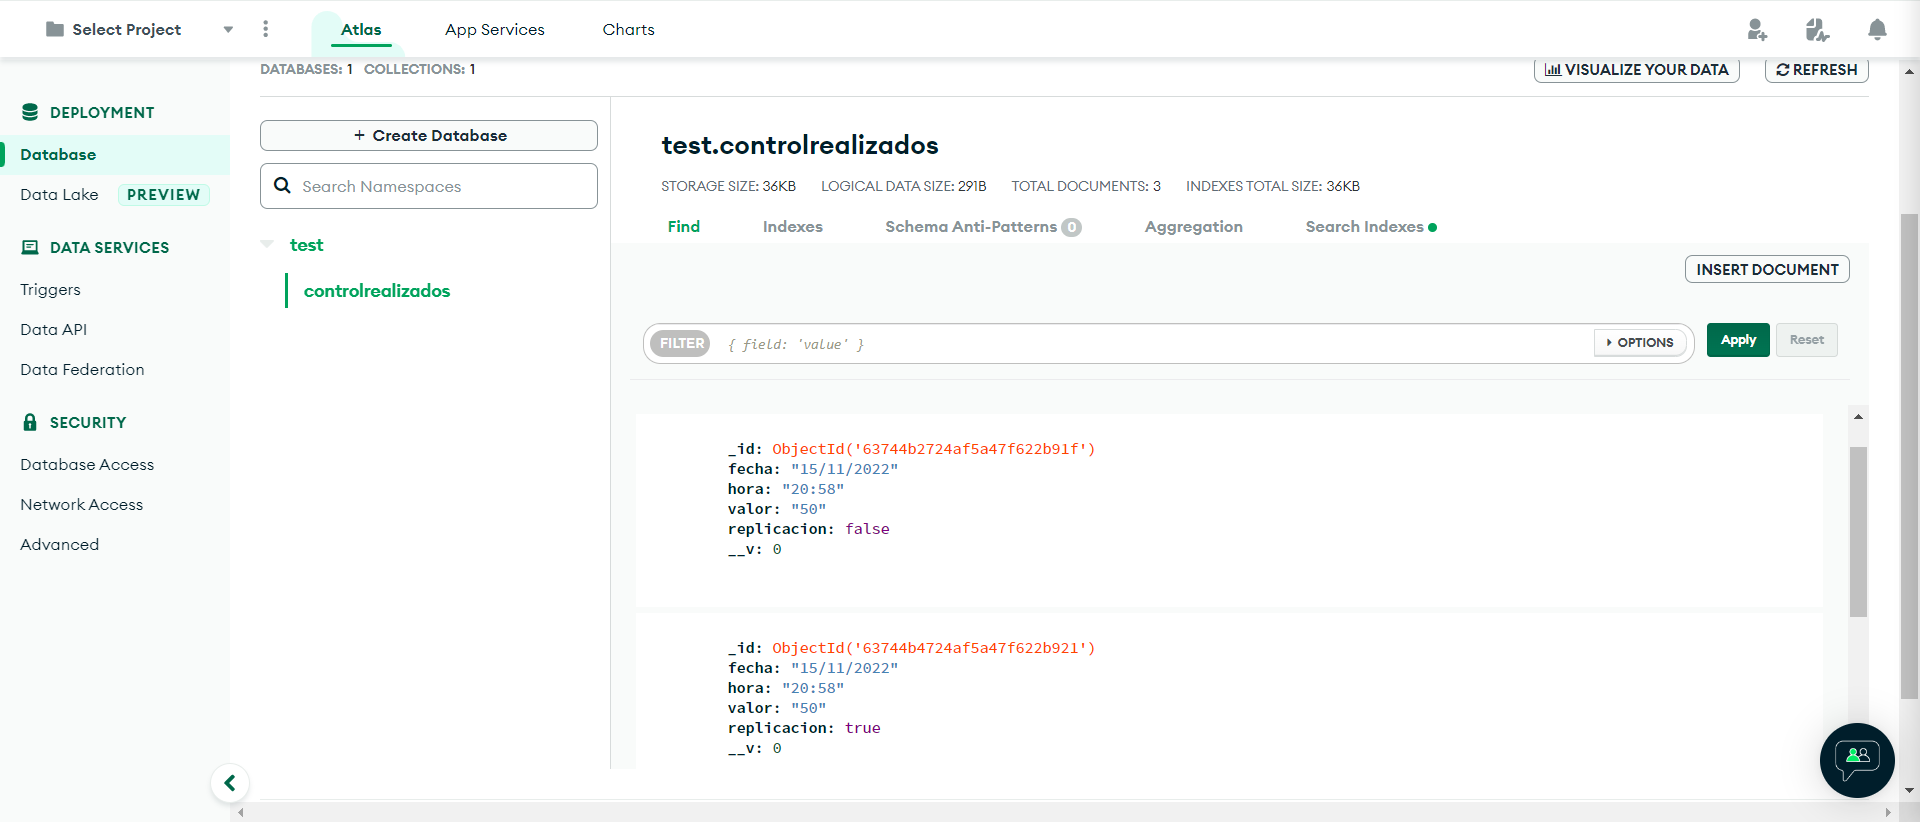 Select Project
Atlas
App Services
Charts
DATABASES: 1 COLLECTIONS: 1
VISUALIZE YOUR DATA
REFRESH
DEPLOYMENT
Database
Data Lake PREVIEW
DATA SERVICES
Triggers
Data API
Data Federation
SECURITY
Database Access
Network Access
Advanced
+ Create Database
Search Namespaces
test
controlrealizados
test.controlrealizados
STORAGE SIZE: 36KB LOGICAL DATA SIZE: 291B TOTAL DOCUMENTS: 3 INDEXES TOTAL SIZE: 36KB
Find Indexes Schema Anti-Patterns 0 Aggregation Search Indexes
INSERT DOCUMENT
FILTER { field: 'value' } OPTIONS Apply Reset
_id: ObjectId('63744b2724af5a47f622b91f')
fecha: "15/11/2022"
hora: "20:58"
valor: "50"
replicacion: false
__v: 0
_id: ObjectId('63744b4724af5a47f622b921')
fecha: "15/11/2022"
hora: "20:58"
valor: "50"
replicacion: true
__v: 0